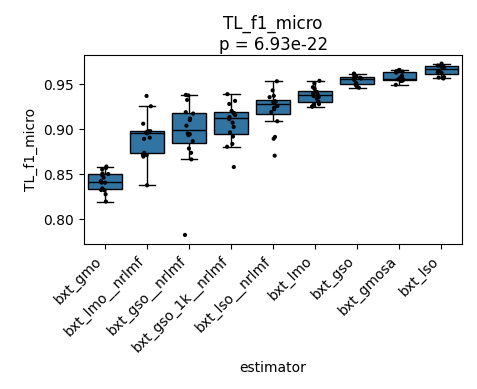 TL_f1_micro
p = 6.93e-22
TL_f1_micro
0.95
0.90
0.85
0.80
bxt_gmo
bxt_lmo__nrlmf
bxt_gso__nrlmf
bxt_gso_1k__nrlmf
bxt_lso__nrlmf
bxt_lmo
bxt_gso
bxt_gmosa
bxt_lso
estimator